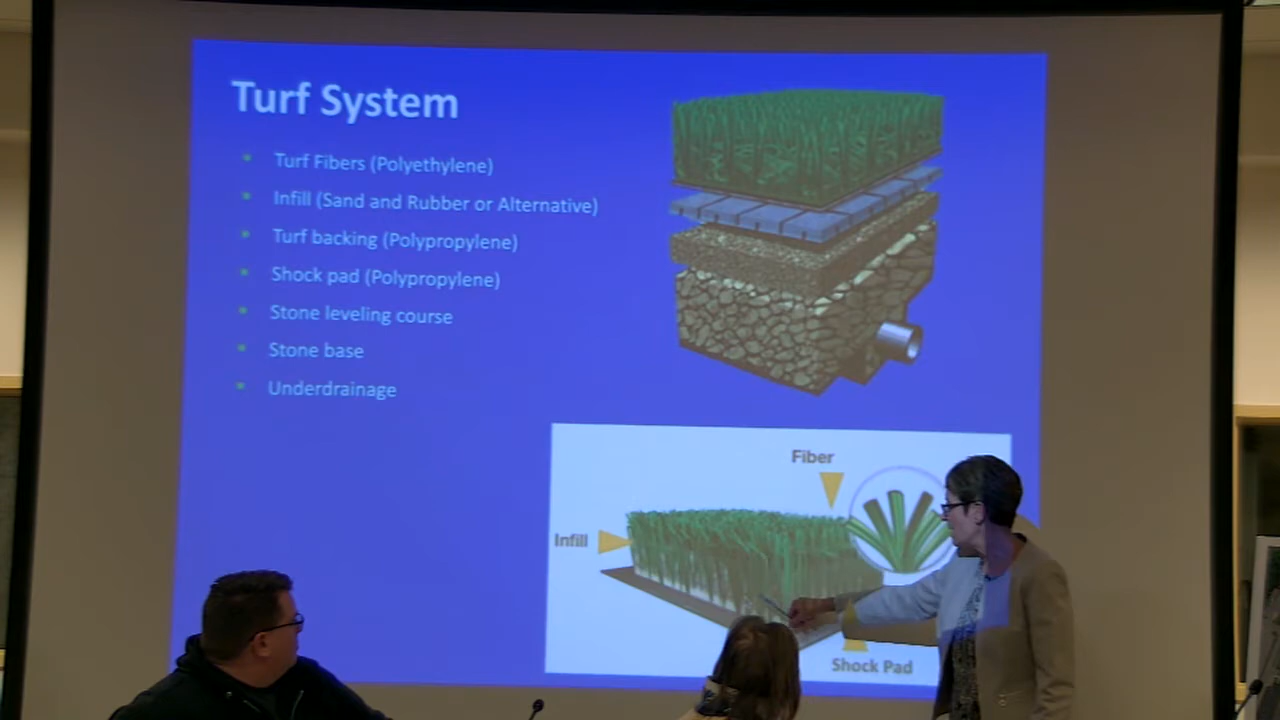 Turf System
Turf Fibers (Polyethylene)
Infill (Sand and Rubber or Alternative)
Turf backing (Polypropylene)
Shock pad (Polypropylene)
Stone leveling course
Stone base
Underdrainage
Fiber
Infill
Shock Pad